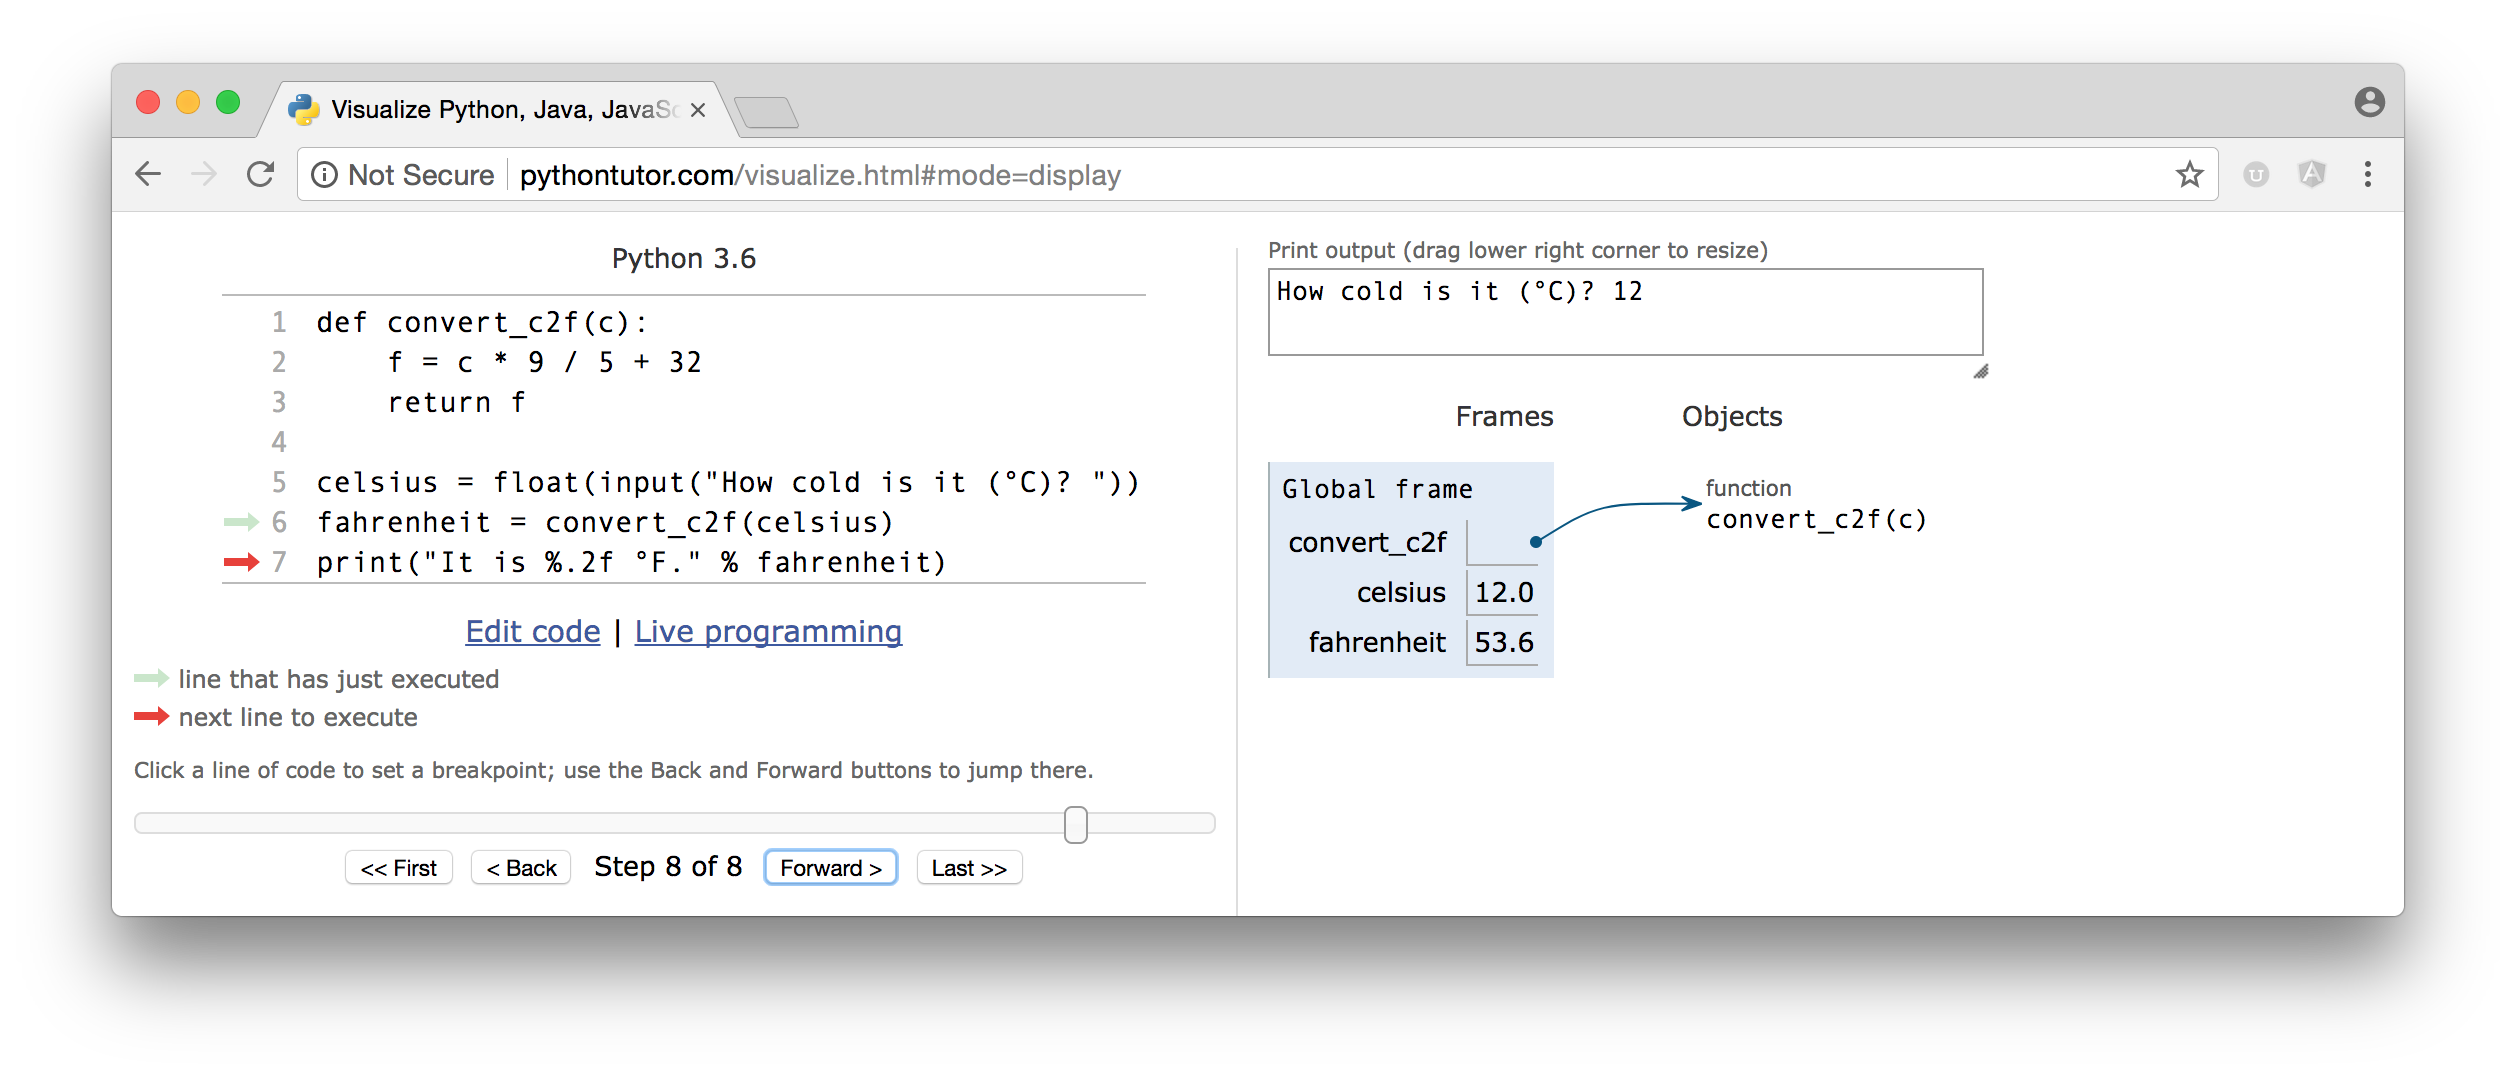 Visualize Python, Java, JavaSc
Not Secure pythontutor.com/visualize.html#mode=display
Python 3.6
1 def convert_c2f(c):
2     f = c * 9 / 5 + 32
3     return f
4
5 celsius = float(input("How cold is it (°C)? "))
6 fahrenheit = convert_c2f(celsius)
7 print("It is %.2f °F." % fahrenheit)
Edit code | Live programming
line that has just executed
next line to execute
Click a line of code to set a breakpoint; use the Back and Forward buttons to jump there.
<< First < Back Step 8 of 8 Forward > Last >>
Print output (drag lower right corner to resize)
How cold is it (°C)? 12
Frames Objects
Global frame
convert_c2f
celsius 12.0
fahrenheit 53.6
function
convert_c2f(c)